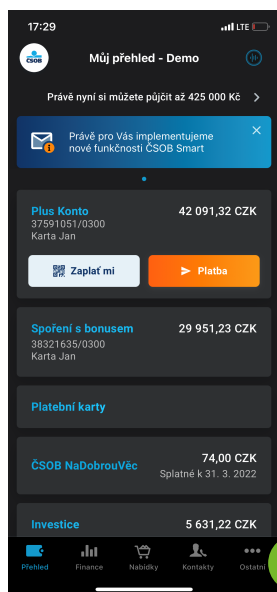 17:29
LTE
ČSOB
Můj přehled - Demo
Právě nyní si můžete půjčit až 425 000 Kč
Právě pro Vás implementujeme
nové funkčnosti ČSOB Smart
Plus Konto 42 091,32 CZK
37591051/0300
Karta Jan
Zaplať mi Platba
Spoření s bonusem 29 951,23 CZK
38321635/0300
Karta Jan
Platební karty
ČSOB NaDobrouVěc 74,00 CZK
Splatné k 31. 3. 2022
Investice 5 631,22 CZK
Přehled Finance Nabídky Kontakty Ostatní